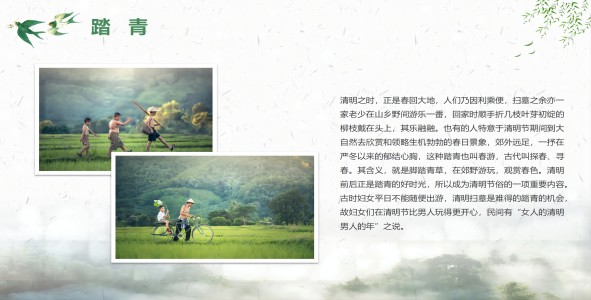 踏 青
清明之时，正是春回大地，人们乃因利乘便，扫墓之余亦一
家老少在山乡野间游乐一番，回家时顺手折几枝叶芽初绽的
柳枝戴在头上，其乐融融。也有的人特意于清明节期间到大
自然去欣赏和领略生机勃勃的春日景象，郊外远足，一抒在
严冬以来的郁结心胸，这种踏青也叫春游，古代叫探春、寻
春。其含义，就是脚踏青草，在郊野游玩，观赏春色。清明
前后正是踏青的好时光，所以成为清明节俗的一项重要内容。
古时妇女平日不能随便出游，清明扫墓是难得的踏青的机会，
故妇女们在清明节比男人玩得更开心，民间有“女人的清明
男人的年”之说。